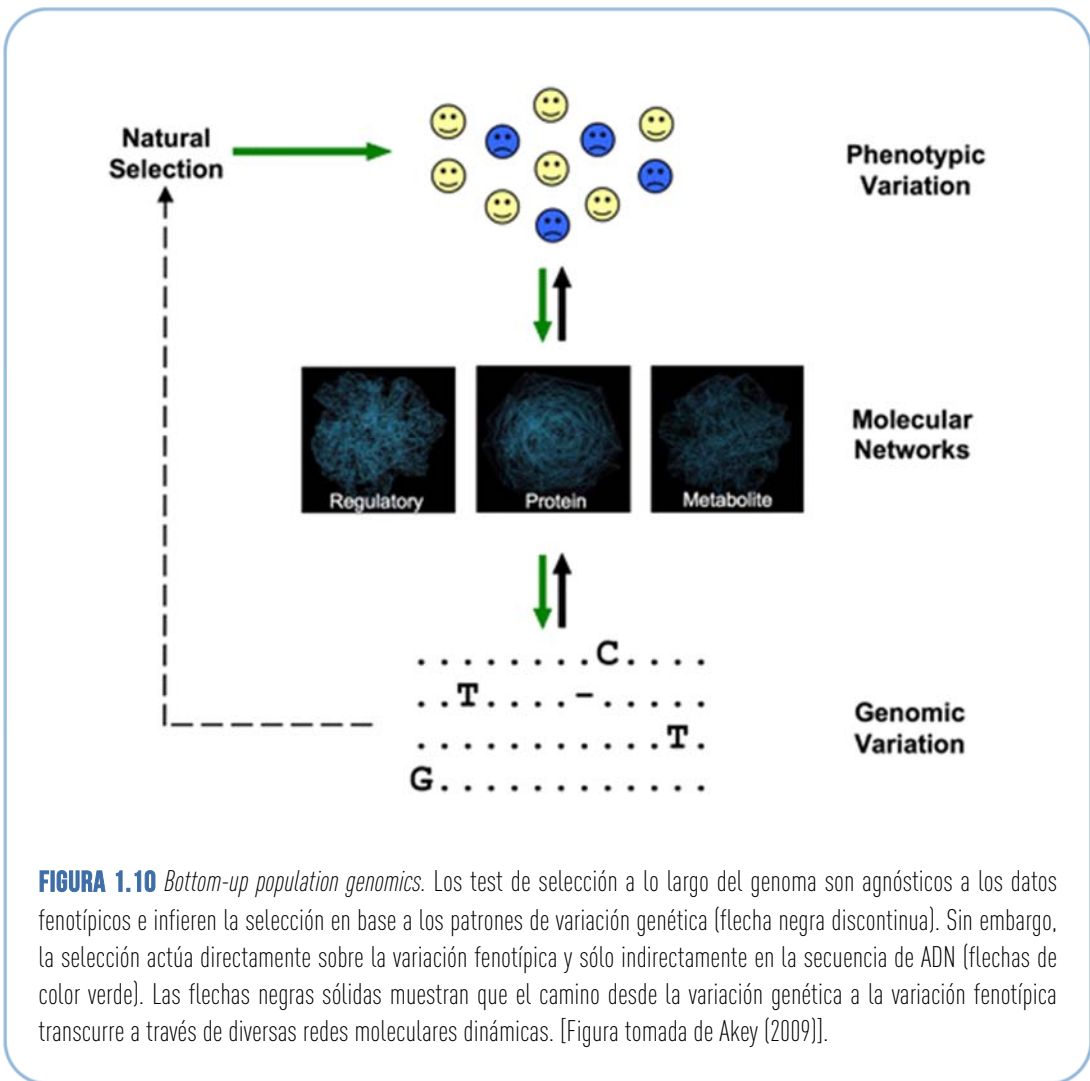 Natural
Selection
Phenotypic
Variation
Regulatory
Protein
Metabolite
Molecular
Networks
. . . . . . . . C . . . .
. . T . . . . – . . . . .
. . . . . . . . . . . T .
G . . . . . . . . . . . .
Genomic
Variation
FIGURA 1.10 Bottom-up population genomics. Los test de selección a lo largo del genoma son agnósticos a los datos
fenotípicos e infieren la selección en base a los patrones de variación genética (flecha negra discontinua). Sin embargo,
la selección actúa directamente sobre la variación fenotípica y sólo indirectamente en la secuencia de ADN (flechas de
color verde). Las flechas negras sólidas muestran que el camino desde la variación genética a la variación fenotípica
transcurre a través de diversas redes moleculares dinámicas. [Figura tomada de Akey (2009)].